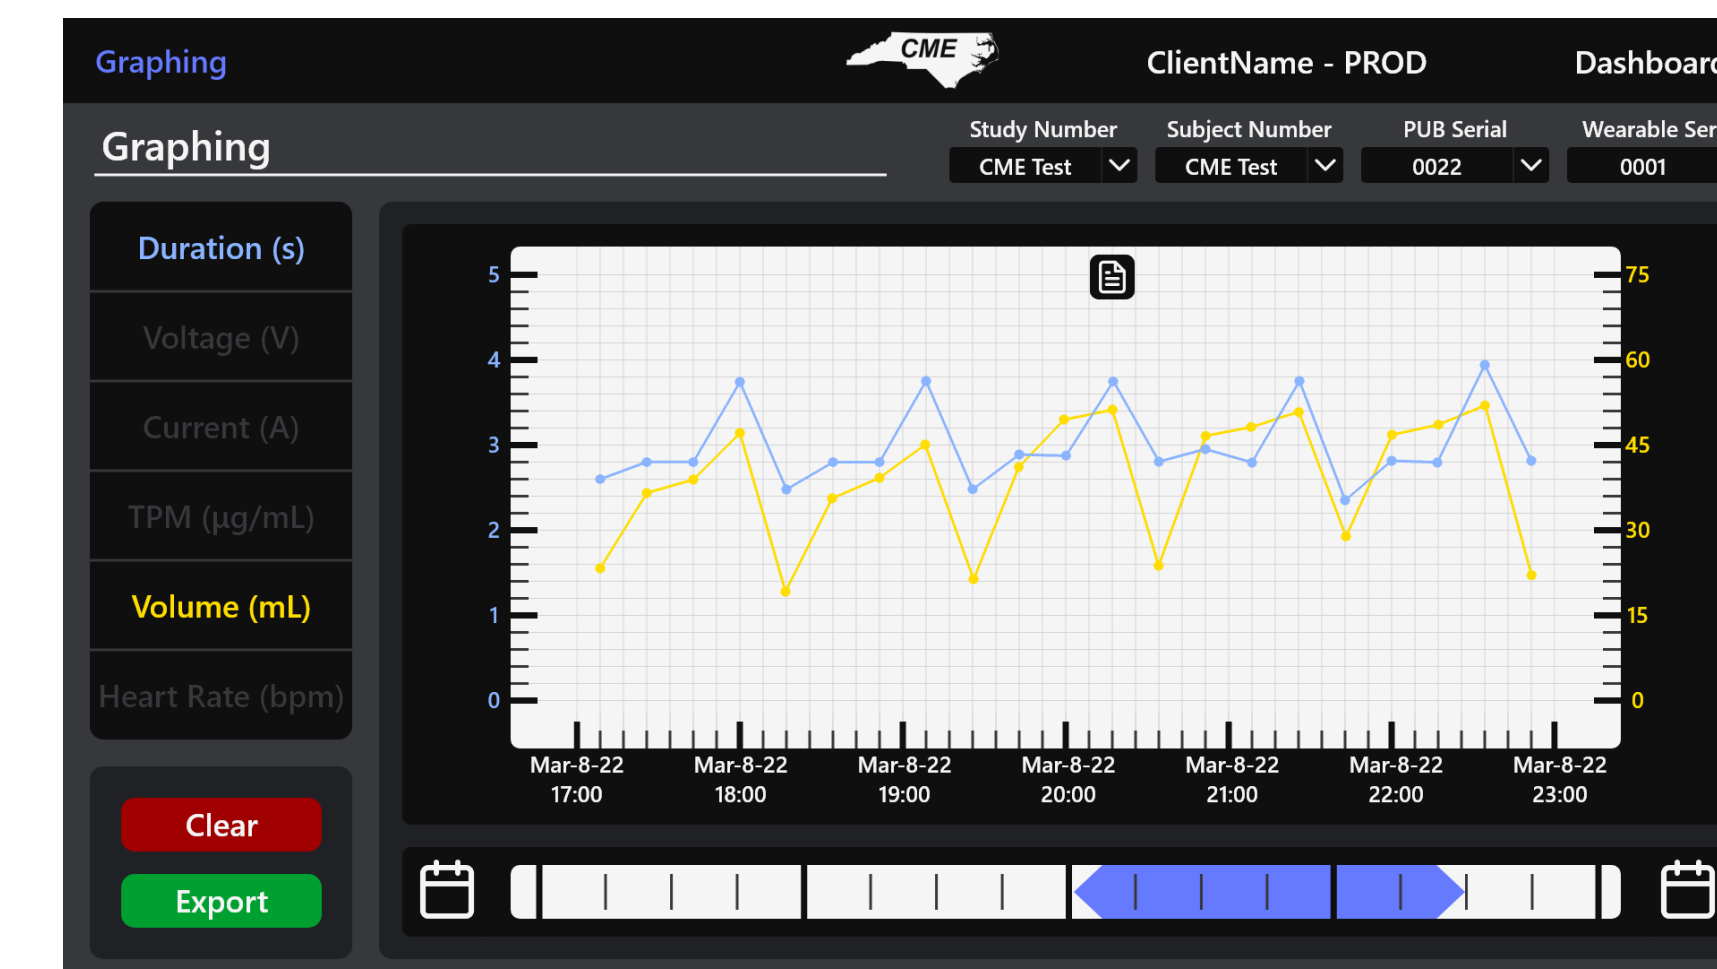 Graphing
CME
ClientName - PROD
Dashboard
Graphing
Study Number
Subject Number
PUB Serial
Wearable Ser
CME Test
CME Test
0022
0001
Duration (s)
Voltage (V)
Current (A)
TPM (µg/mL)
Volume (mL)
Heart Rate (bpm)
Clear
Export
5
4
3
2
1
0
75
60
45
30
15
0
Mar-8-22
17:00
Mar-8-22
18:00
Mar-8-22
19:00
Mar-8-22
20:00
Mar-8-22
21:00
Mar-8-22
22:00
Mar-8-22
23:00